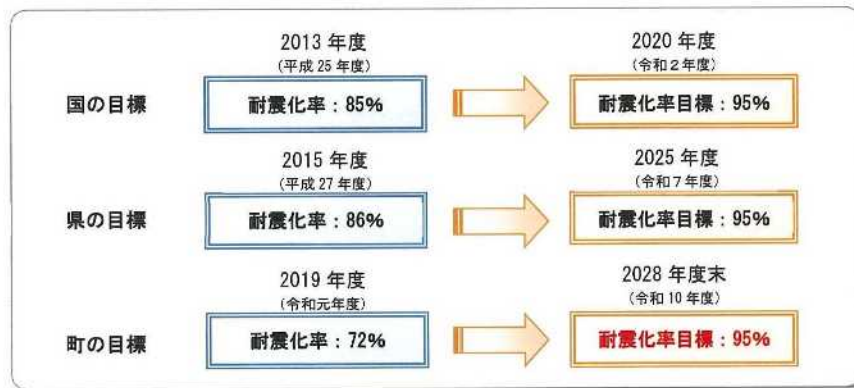 2013 年度
(平成 25 年度)
2020 年度
(令和 2 年度)
国の目標
耐震化率：85%
耐震化率目標：95%
2015 年度
(平成 27 年度)
2025 年度
(令和 7 年度)
県の目標
耐震化率：86%
耐震化率目標：95%
2019 年度
(令和元年度)
2028 年度末
(令和 10 年度)
町の目標
耐震化率：72%
耐震化率目標：95%